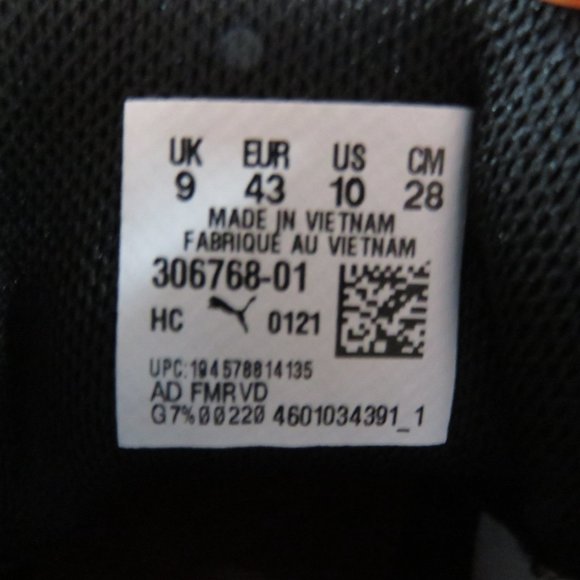 UK EUR US CM
9 43 10 28
MADE IN VIETNAM
FABRIQUÉ AU VIETNAM
306768-01
HC 0121
UPC:194578814135
AD FMRVD
G7%00220 4601034391_1